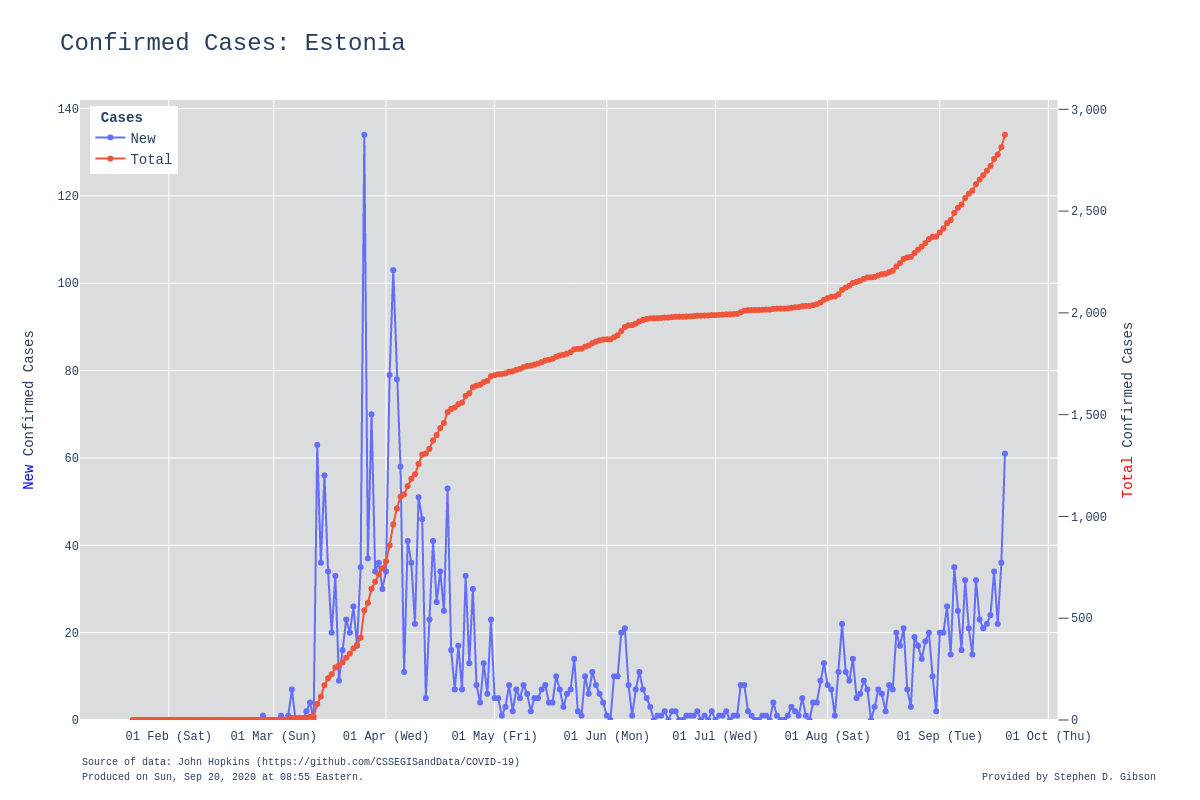 Confirmed Cases: Estonia
Cases
New
Total
140
120
100
80
60
40
20
0
3,000
2,500
2,000
1,500
1,000
500
0
New Confirmed Cases
Total Confirmed Cases
01 Feb (Sat) 01 Mar (Sun) 01 Apr (Wed) 01 May (Fri) 01 Jun (Mon) 01 Jul (Wed) 01 Aug (Sat) 01 Sep (Tue) 01 Oct (Thu)
Source of data: John Hopkins (https://github.com/CSSEGISandData/COVID-19)
Produced on Sun, Sep 20, 2020 at 08:55 Eastern.
Provided by Stephen D. Gibson